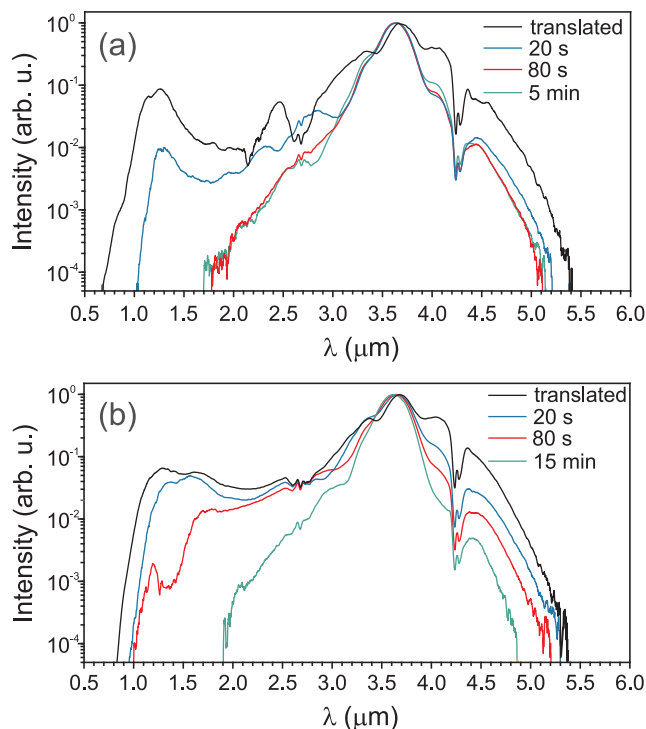 (a)
translated
20 s
80 s
5 min
Intensity (arb. u.)
10⁰
10⁻¹
10⁻²
10⁻³
10⁻⁴
0.5 1.0 1.5 2.0 2.5 3.0 3.5 4.0 4.5 5.0 5.5 6.0
λ (μm)
(b)
translated
20 s
80 s
15 min
Intensity (arb. u.)
10⁰
10⁻¹
10⁻²
10⁻³
10⁻⁴
0.5 1.0 1.5 2.0 2.5 3.0 3.5 4.0 4.5 5.0 5.5 6.0
λ (μm)